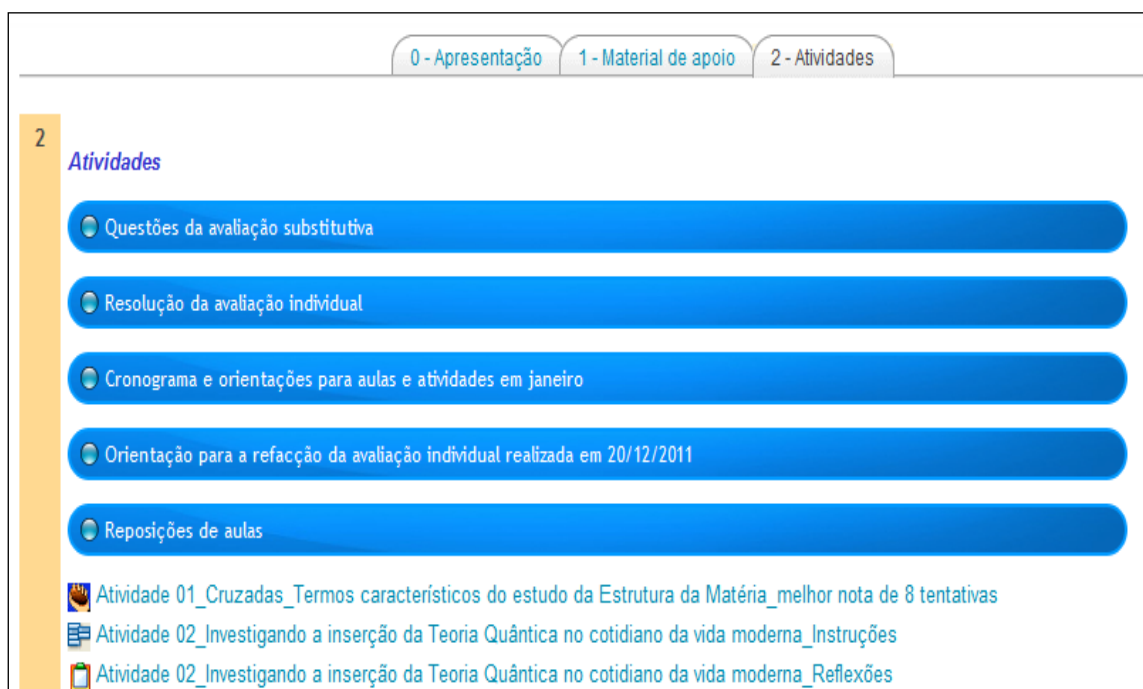 0 - Apresentação
1 - Material de apoio
2 - Atividades
2
Atividades
Questões da avaliação substitutiva
Resolução da avaliação individual
Cronograma e orientações para aulas e atividades em janeiro
Orientação para a refacção da avaliação individual realizada em 20/12/2011
Reposições de aulas
Atividade 01_Cruzadas_Termos característicos do estudo da Estrutura da Matéria_melhor nota de 8 tentativas
Atividade 02_Investigando a inserção da Teoria Quântica no cotidiano da vida moderna_Instruções
Atividade 02_Investigando a inserção da Teoria Quântica no cotidiano da vida moderna_Reflexões